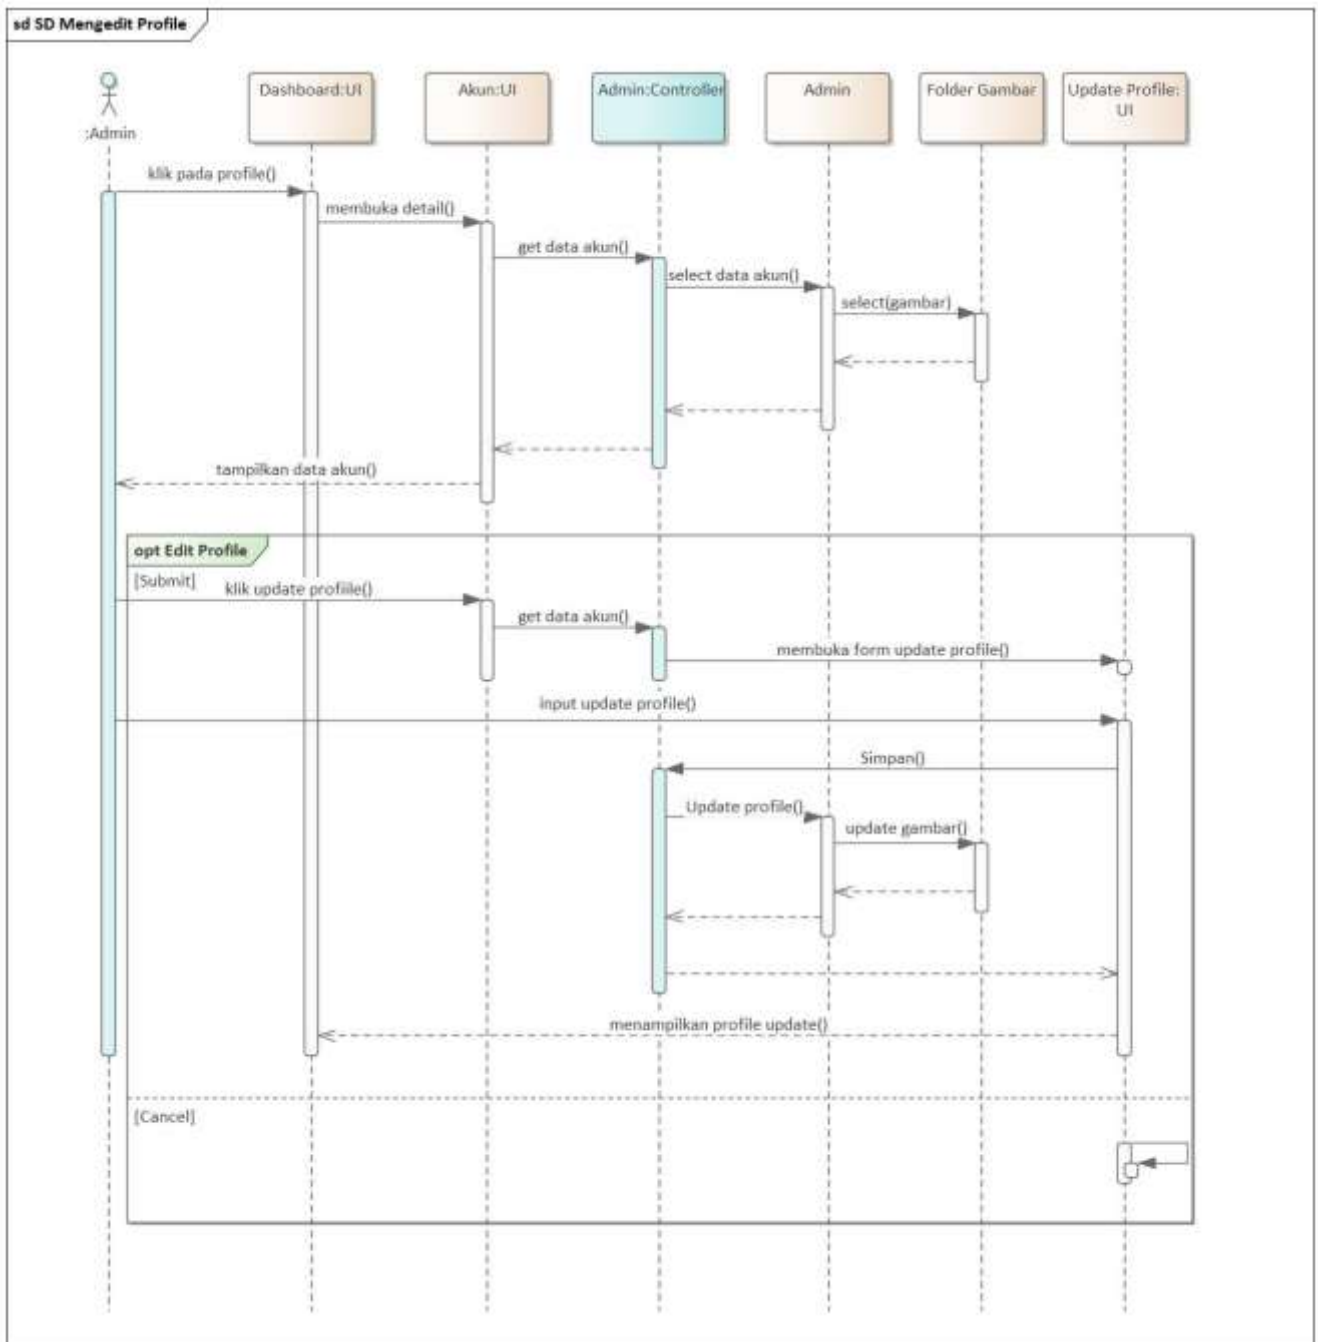 sd SD Mengedit Profile
:Admin
Dashboard:UI
Akun:UI
Admin:Controller
Admin
Folder Gambar
Update Profile:
UI
klik pada profile()
membuka detail()
get data akun()
select data akun()
select(gambar)
tampilkan data akun()
opt Edit Profile
[Submit]
klik update profiile()
get data akun()
membuka form update profile()
input update profile()
Simpan()
Update profile()
update gambar()
menampilkan profile update()
[Cancel]